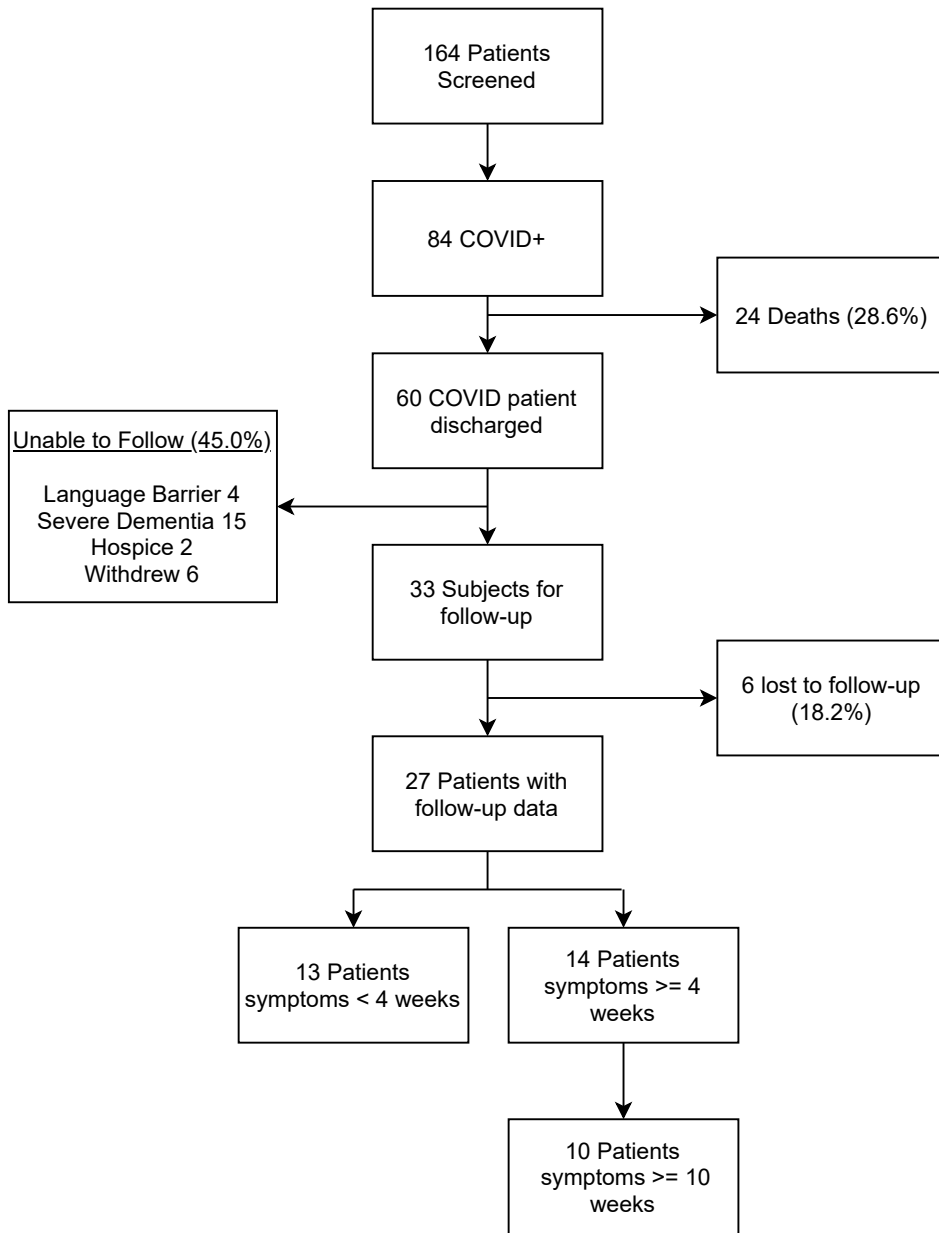 164 Patients
Screened
84 COVID+
24 Deaths (28.6%)
60 COVID patient
discharged
Unable to Follow (45.0%)
Language Barrier 4
Severe Dementia 15
Hospice 2
Withdrew 6
33 Subjects for
follow-up
6 lost to follow-up
(18.2%)
27 Patients with
follow-up data
13 Patients
symptoms < 4 weeks
14 Patients
symptoms >= 4
weeks
10 Patients
symptoms >= 10
weeks